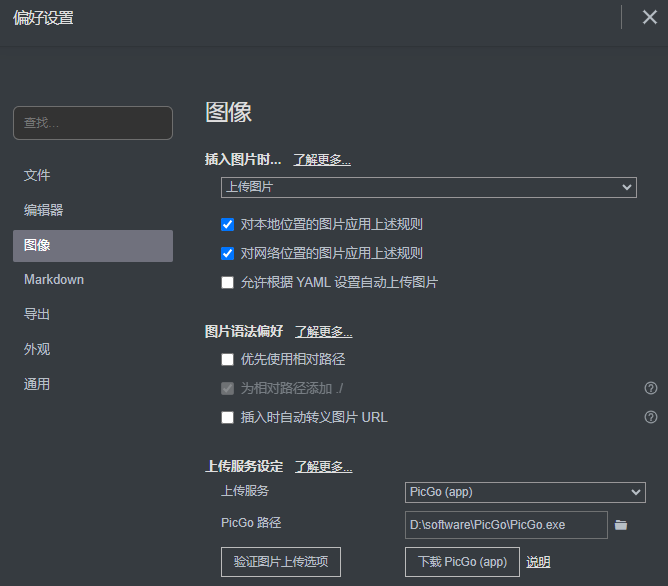 偏好设置
查找...
文件
编辑器
图像
Markdown
导出
外观
通用
图像
插入图片时... 了解更多...
上传图片
对本地位置的图片应用上述规则
对网络位置的图片应用上述规则
允许根据 YAML 设置自动上传图片
图片语法偏好 了解更多...
优先使用相对路径
为相对路径添加 ./
插入时自动转义图片 URL
上传服务设定 了解更多...
上传服务 PicGo (app)
PicGo 路径 D:\software\PicGo\PicGo.exe
验证图片上传选项 下载 PicGo (app) 说明